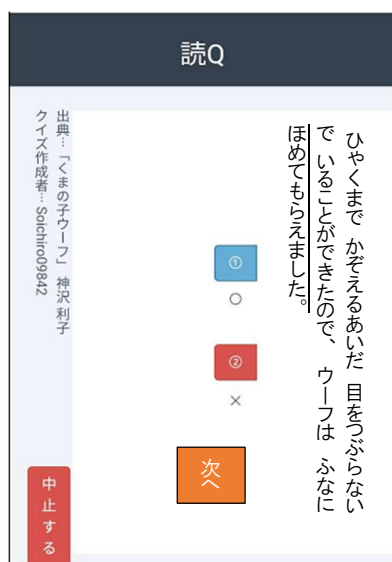 読Q
ひゃくまで かぞえるあいだ 目をつぶらない
で いることができたので、 ウーフは ふなに
ほめてもらえました。
①
○
②
×
次へ
出典…「くまの子ウーフ」 神沢 利子
クイズ作成者… Soichiro09842
中止する